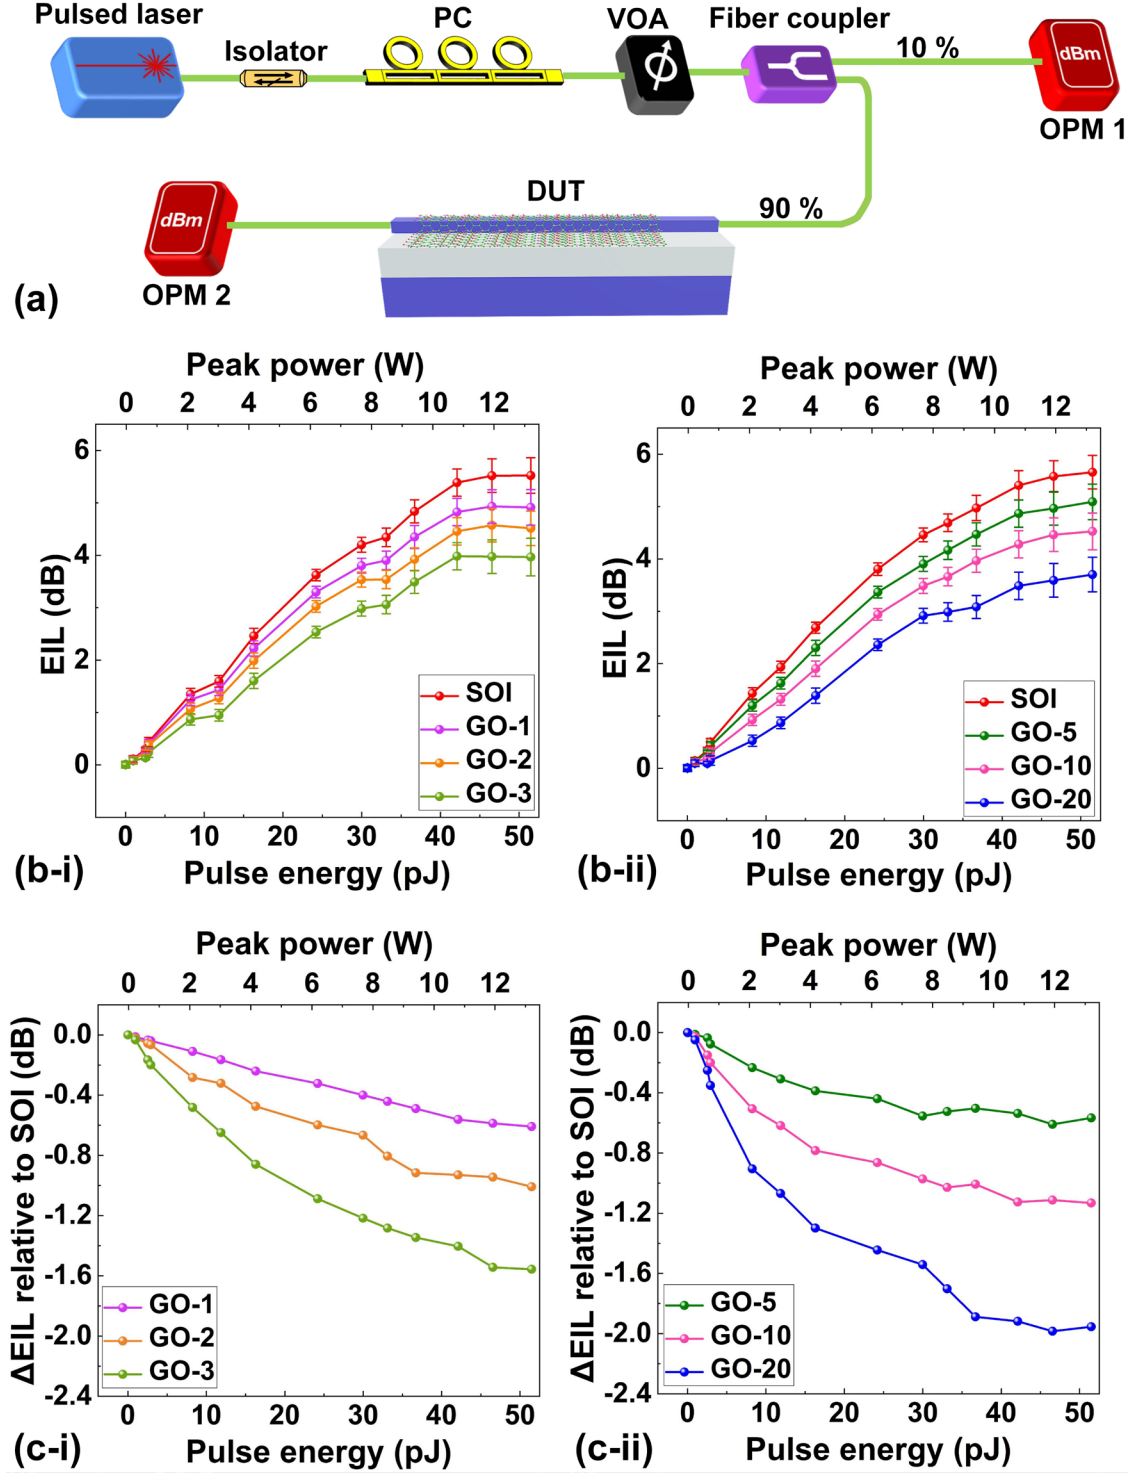 Pulsed laser
Isolator
PC
VOA
Fiber coupler
10 %
dBm
OPM 1
dBm
OPM 2
DUT
90 %
(a)
Peak power (W)
0 2 4 6 8 10 12
EIL (dB)
6
4
2
0
SOI
GO-1
GO-2
GO-3
0 10 20 30 40 50
Pulse energy (pJ)
(b-i)
Peak power (W)
0 2 4 6 8 10 12
EIL (dB)
6
4
2
0
SOI
GO-5
GO-10
GO-20
0 10 20 30 40 50
Pulse energy (pJ)
(b-ii)
Peak power (W)
0 2 4 6 8 10 12
ΔEIL relative to SOI (dB)
0.0
-0.4
-0.8
-1.2
-1.6
-2.0
-2.4
GO-1
GO-2
GO-3
0 10 20 30 40 50
Pulse energy (pJ)
(c-i)
Peak power (W)
0 2 4 6 8 10 12
ΔEIL relative to SOI (dB)
0.0
-0.4
-0.8
-1.2
-1.6
-2.0
-2.4
GO-5
GO-10
GO-20
0 10 20 30 40 50
Pulse energy (pJ)
(c-ii)